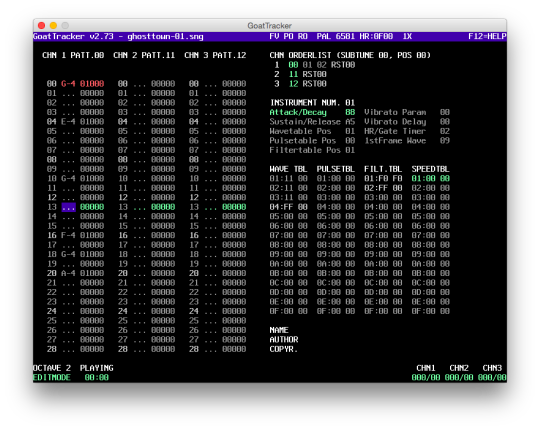 GoatTracker
GoatTracker v2.73 - ghosttown-01.sng FV PO RO PAL 6581 HR:0F00 1X F12=HELP
CHN 1 PATT.00 CHN 2 PATT.11 CHN 3 PATT.12 CHN ORDERLIST (SUBTUNE 00, POS 00)
1 00 01 02 RST00
2 11 RST00
00 G-4 01000 00 ... 00000 00 ... 00000 3 12 RST00
01 ... 00000 01 ... 00000 01 ... 00000
02 ... 00000 02 ... 00000 02 ... 00000 INSTRUMENT NUM. 01
03 ... 00000 03 ... 00000 03 ... 00000 Attack/Decay 88 Vibrato Param 00
04 E-4 01000 04 ... 00000 04 ... 00000 Sustain/Release A5 Vibrato Delay 00
05 ... 00000 05 ... 00000 05 ... 00000 Wavetable Pos 01 HR/Gate Timer 02
06 ... 00000 06 ... 00000 06 ... 00000 Pulsetable Pos 00 1stFrame Wave 09
07 ... 00000 07 ... 00000 07 ... 00000 Filtertable Pos 01
08 ... 00000 08 ... 00000 08 ... 00000
09 ... 00000 09 ... 00000 09 ... 00000 WAVE TBL PULSETBL FILT.TBL SPEEDTBL
10 G-4 01000 10 ... 00000 10 ... 00000 01:11 00 01:00 00 01:F0 F0 01:00 00
11 ... 00000 11 ... 00000 11 ... 00000 02:11 00 02:00 00 02:FF 00 02:00 00
12 ... 00000 12 ... 00000 12 ... 00000 03:11 00 03:00 00 03:00 00 03:00 00
13 ... 00000 13 ... 00000 13 ... 00000 04:FF 00 04:00 00 04:00 00 04:00 00
14 ... 00000 14 ... 00000 14 ... 00000 05:00 00 05:00 00 05:00 00 05:00 00
15 ... 00000 15 ... 00000 15 ... 00000 06:00 00 06:00 00 06:00 00 06:00 00
16 F-4 01000 16 ... 00000 16 ... 00000 07:00 00 07:00 00 07:00 00 07:00 00
17 ... 00000 17 ... 00000 17 ... 00000 08:00 00 08:00 00 08:00 00 08:00 00
18 G-4 01000 18 ... 00000 18 ... 00000 09:00 00 09:00 00 09:00 00 09:00 00
19 ... 00000 19 ... 00000 19 ... 00000 0A:00 00 0A:00 00 0A:00 00 0A:00 00
20 A-4 01000 20 ... 00000 20 ... 00000 0B:00 00 0B:00 00 0B:00 00 0B:00 00
21 ... 00000 21 ... 00000 21 ... 00000 0C:00 00 0C:00 00 0C:00 00 0C:00 00
22 ... 00000 22 ... 00000 22 ... 00000 0D:00 00 0D:00 00 0D:00 00 0D:00 00
23 ... 00000 23 ... 00000 23 ... 00000 0E:00 00 0E:00 00 0E:00 00 0E:00 00
24 ... 00000 24 ... 00000 24 ... 00000 0F:00 00 0F:00 00 0F:00 00 0F:00 00
25 ... 00000 25 ... 00000 25 ... 00000
26 ... 00000 26 ... 00000 26 ... 00000 NAME
27 ... 00000 27 ... 00000 27 ... 00000 AUTHOR
28 ... 00000 28 ... 00000 28 ... 00000 COPYR.
OCTAVE 2 PLAYING CHN1 CHN2 CHN3
EDITMODE 00:00 000/00 000/00 000/00